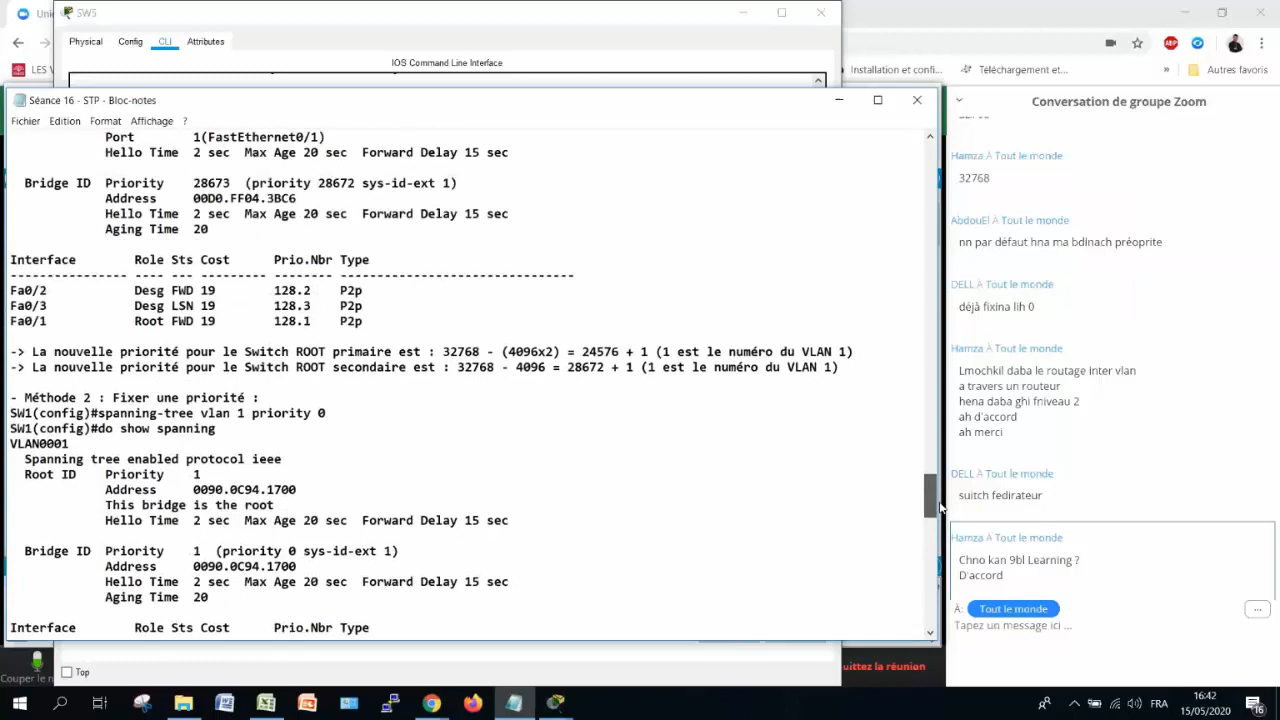 SW5
Physical Config CLI Attributes
IOS Command Line Interface
LES V
Installation et confi...
Téléchargement et...
»
Autres favoris
Séance 16 - STP - Bloc-notes
Fichier Edition Format Affichage ?
Port 1(FastEthernet0/1)
Hello Time 2 sec Max Age 20 sec Forward Delay 15 sec
Bridge ID Priority 28673 (priority 28672 sys-id-ext 1)
Address 00D0.FF04.3BC6
Hello Time 2 sec Max Age 20 sec Forward Delay 15 sec
Aging Time 20
Interface Role Sts Cost Prio.Nbr Type
---------------- ---- --- --------- -------- --------------------------------
Fa0/2 Desg FWD 19 128.2 P2p
Fa0/3 Desg LSN 19 128.3 P2p
Fa0/1 Root FWD 19 128.1 P2p
-> La nouvelle priorité pour le Switch ROOT primaire est : 32768 - (4096x2) = 24576 + 1 (1 est le numéro du VLAN 1)
-> La nouvelle priorité pour le Switch ROOT secondaire est : 32768 - 4096 = 28672 + 1 (1 est le numéro du VLAN 1)
- Méthode 2 : Fixer une priorité :
SW1(config)#spanning-tree vlan 1 priority 0
SW1(config)#do show spanning
VLAN0001
Spanning tree enabled protocol ieee
Root ID Priority 1
Address 0090.0C94.1700
This bridge is the root
Hello Time 2 sec Max Age 20 sec Forward Delay 15 sec
Bridge ID Priority 1 (priority 0 sys-id-ext 1)
Address 0090.0C94.1700
Hello Time 2 sec Max Age 20 sec Forward Delay 15 sec
Aging Time 20
Interface Role Sts Cost Prio.Nbr Type
Top
Couper le
uittez la réunion
Conversation de groupe Zoom
Hamza À Tout le monde
32768
AbdouEl À Tout le monde
nn par défaut hna ma bdlnach préoprite
DELL À Tout le monde
déjà fixina lih 0
Hamza À Tout le monde
Lmochkil daba le routage inter vlan
a travers un routeur
hena daba ghi fniveau 2
ah d'accord
ah merci
DELL À Tout le monde
suitch fedirateur
Hamza À Tout le monde
Chno kan 9bl Learning ?
D'accord
À: Tout le monde ...
Tapez un message ici ...
FRA
16:42
15/05/2020
16